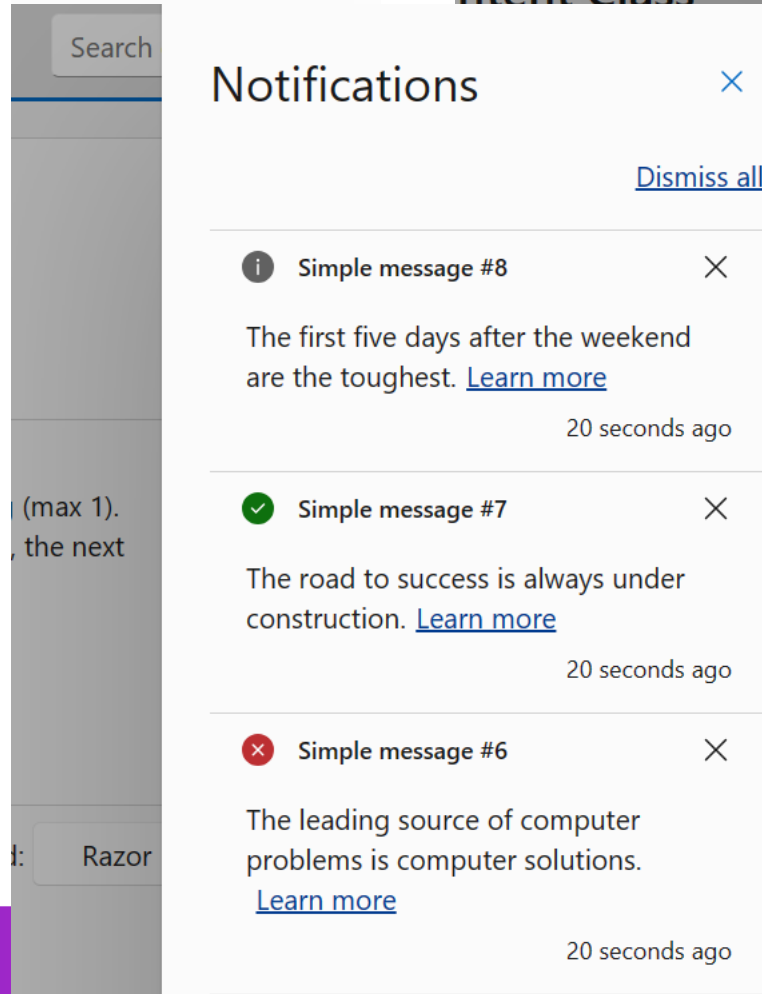 Search
Notifications
Dismiss all
Simple message #8
The first five days after the weekend
are the toughest. Learn more
20 seconds ago
(max 1).
, the next
Simple message #7
The road to success is always under
construction. Learn more
20 seconds ago
Simple message #6
The leading source of computer
problems is computer solutions.
Learn more
20 seconds ago
Razor